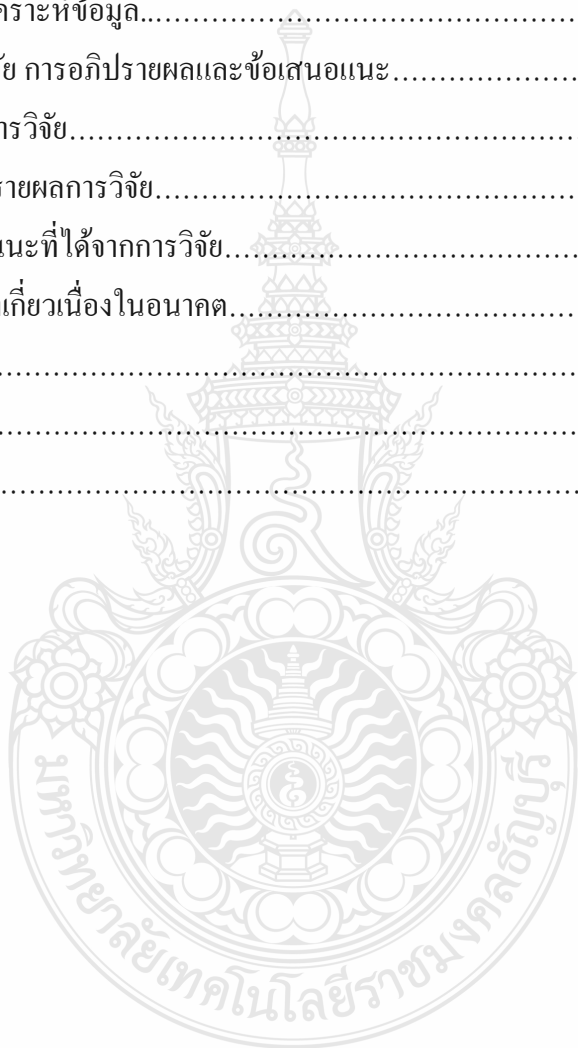 คราะห์ข้อมูล..............................................
ัย การอภิปรายผลและข้อเสนอแนะ..........................
ารวิจัย......................................................
รายผลการวิจัย..............................................
แนะที่ได้จากการวิจัย........................................
เกี่ยวเนื่องในอนาคต........................................
..............................................................
..............................................................
..............................................................
มหาวิทยาลัยเทคโนโลยีราชมงคลธัญบุรี